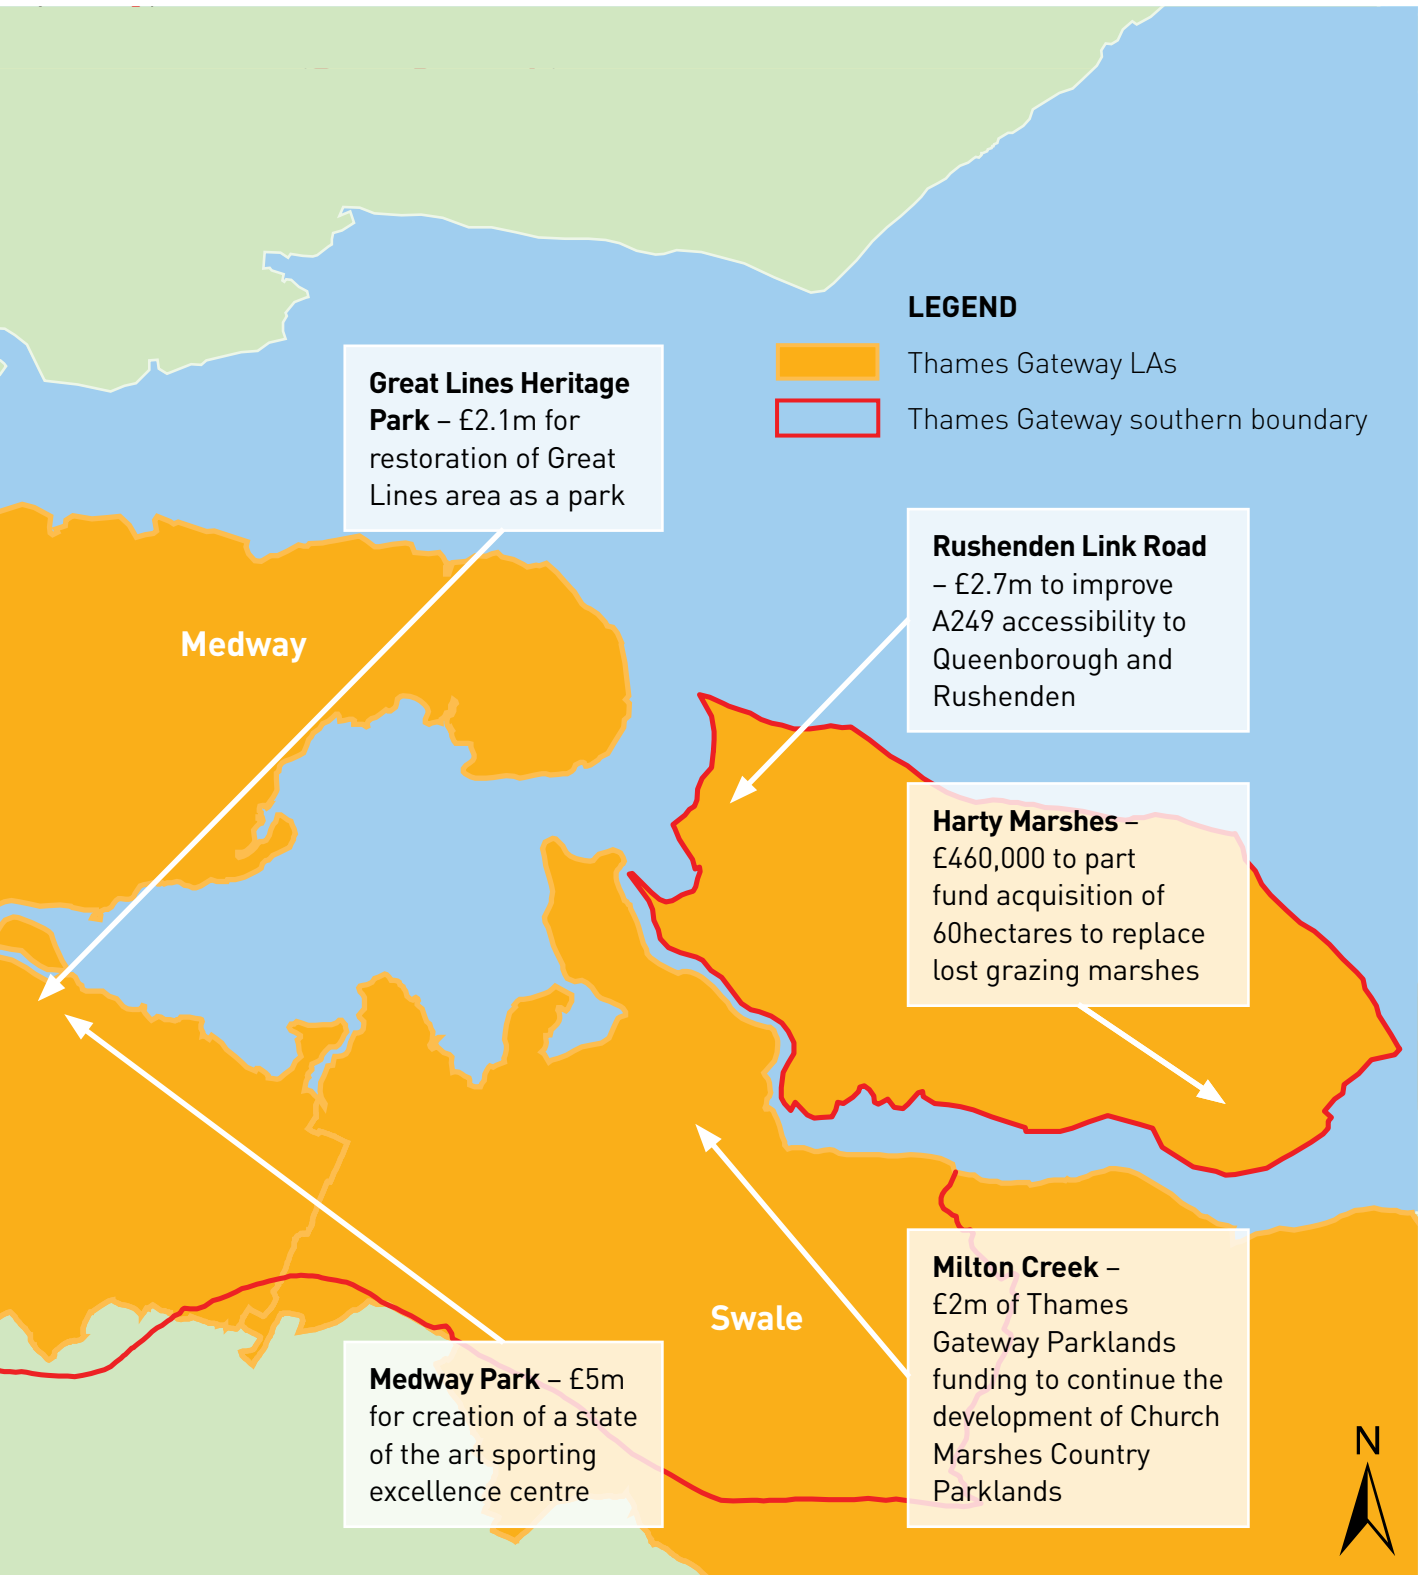 LEGEND
Thames Gateway LAs
Thames Gateway southern boundary
Great Lines Heritage
Park – £2.1m for
restoration of Great
Lines area as a park
Rushenden Link Road
– £2.7m to improve
A249 accessibility to
Queenborough and
Rushenden
Medway
Harty Marshes –
£460,000 to part
fund acquisition of
60hectares to replace
lost grazing marshes
Swale
Milton Creek –
£2m of Thames
Gateway Parklands
funding to continue the
development of Church
Marshes Country
Parklands
Medway Park – £5m
for creation of a state
of the art sporting
excellence centre
N